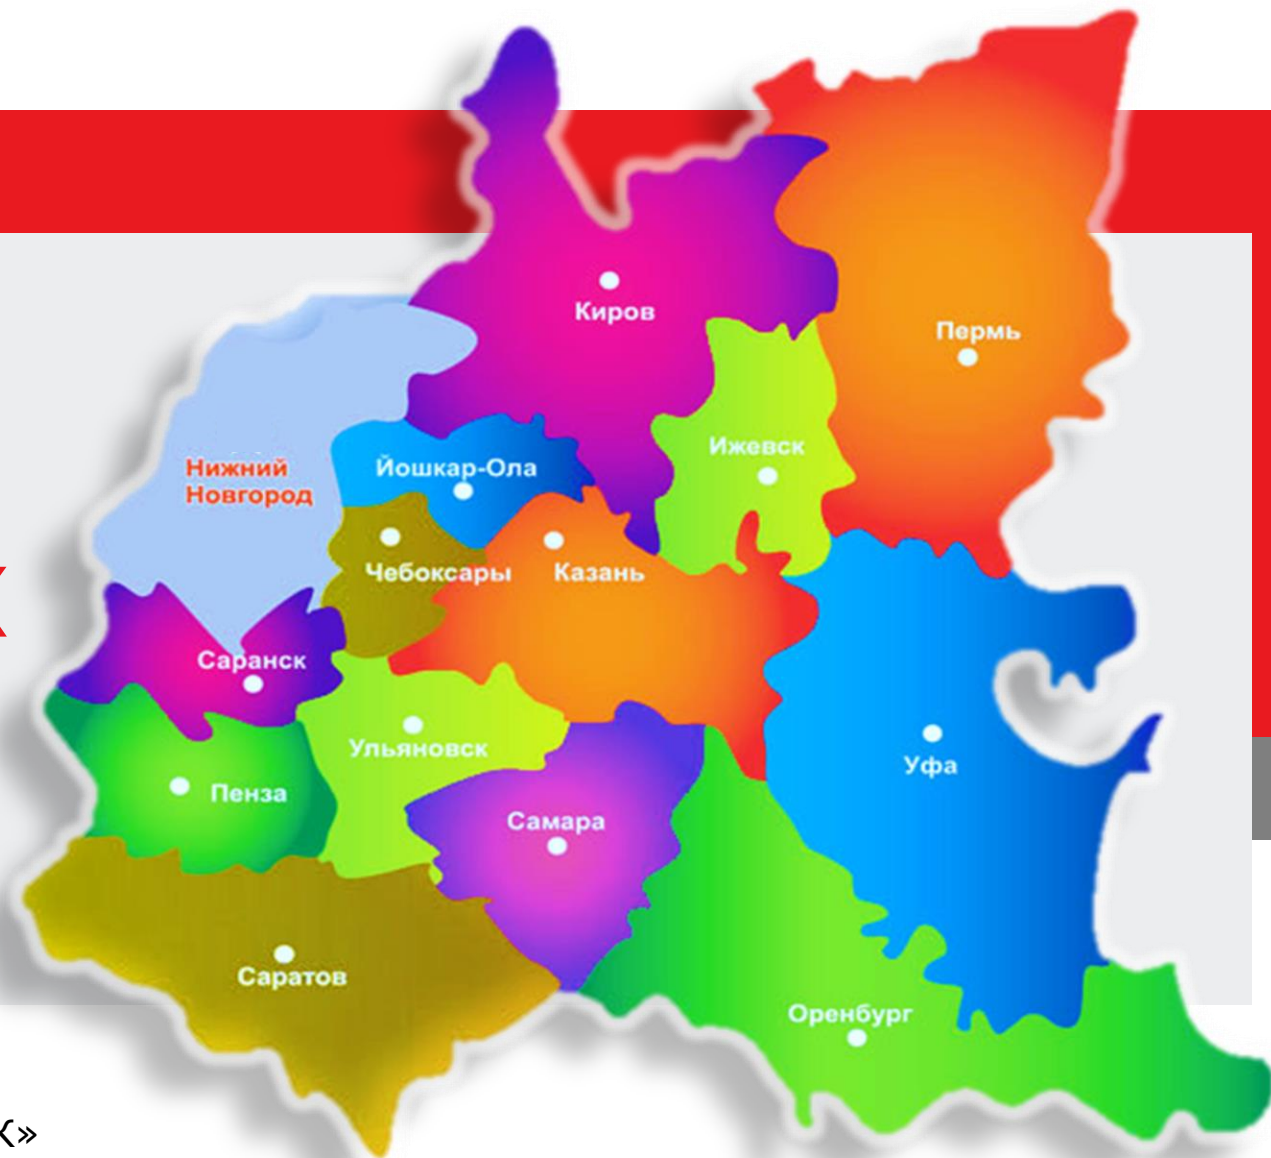 Киров
Пермь
Ижевск
Нижний
Новгород
Йошкар-Ола
Чебоксары
Казань
Саранск
Ульяновск
Пенза
Уфа
Самара
Саратов
Оренбург
К»